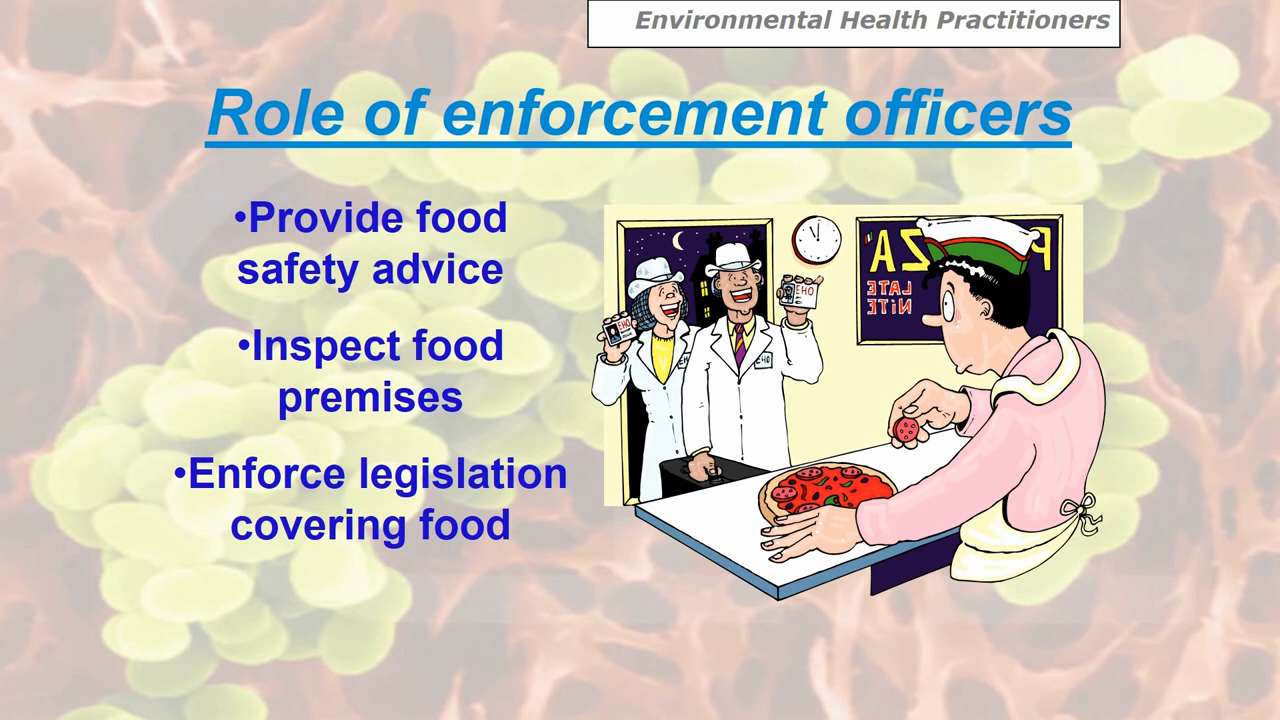 Environmental Health Practitioners
Role of enforcement officers
•Provide food
safety advice
•Inspect food
premises
•Enforce legislation
covering food
EHO
EHO
EHO
PIZZA
LATE
NiTE